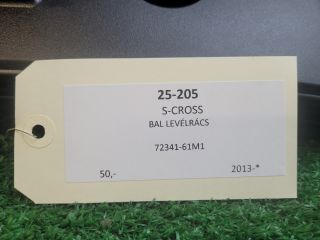 25-205
S-CROSS
BAL LEVÉLRÁCS
72341-61M1
50,- 2013-*